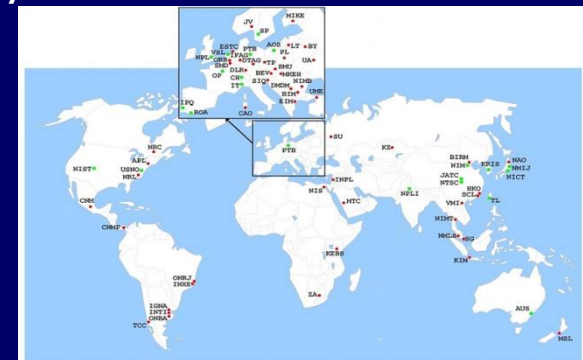 MIKE
JV
SP
ESTC
PTB
AOS
LT
BY
VSL
IFAG
PL
NPL
ORB
DTAG
TP
UA
SMD
SMU
OP
DLR
BEV
MKEH
CH
SIQ
NIMB
IT
DMDM
BIM
UME
EIM
IPQ
ROA
CAO
SU
PTB
KZ
NRC
APL
NIST
USNO
NRL
BIRM
NIM
KRIS
NAO
NMIJ
NICT
JATC
NTSC
INPL
NIS
NPLI
HKO
SCL
TL
CNM
MTC
VMI
CNMP
NIMT
KEBS
NMLS
SG
KIM
ONRJ
INXE
ZA
IGNA
INTI
ONBA
TCC
AUS
MSL